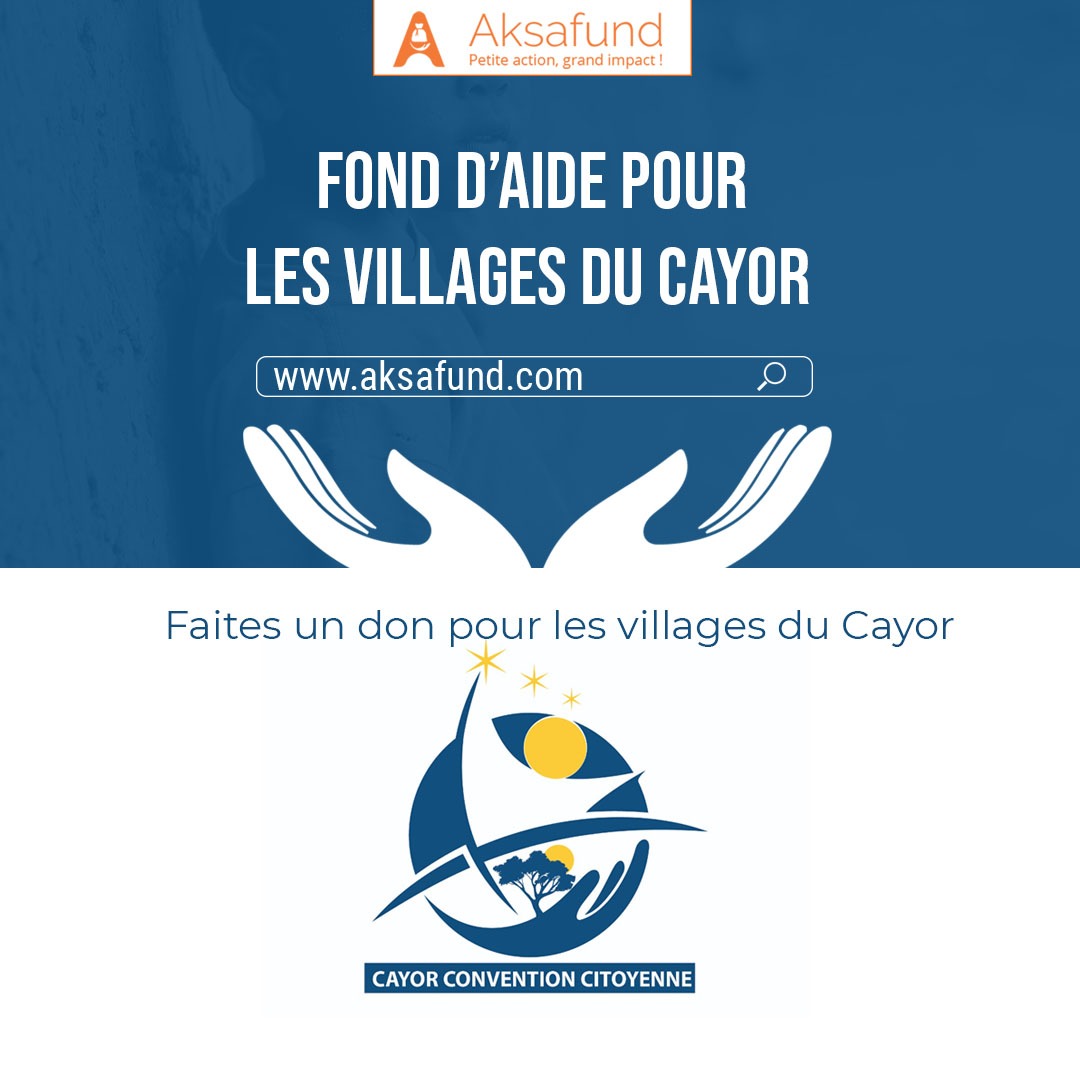 Aksafund
Petite action, grand impact !
FOND D'AIDE POUR
LES VILLAGES DU CAYOR
www.aksafund.com
Faites un don pour les villages du Cayor
CAYOR CONVENTION CITOYENNE